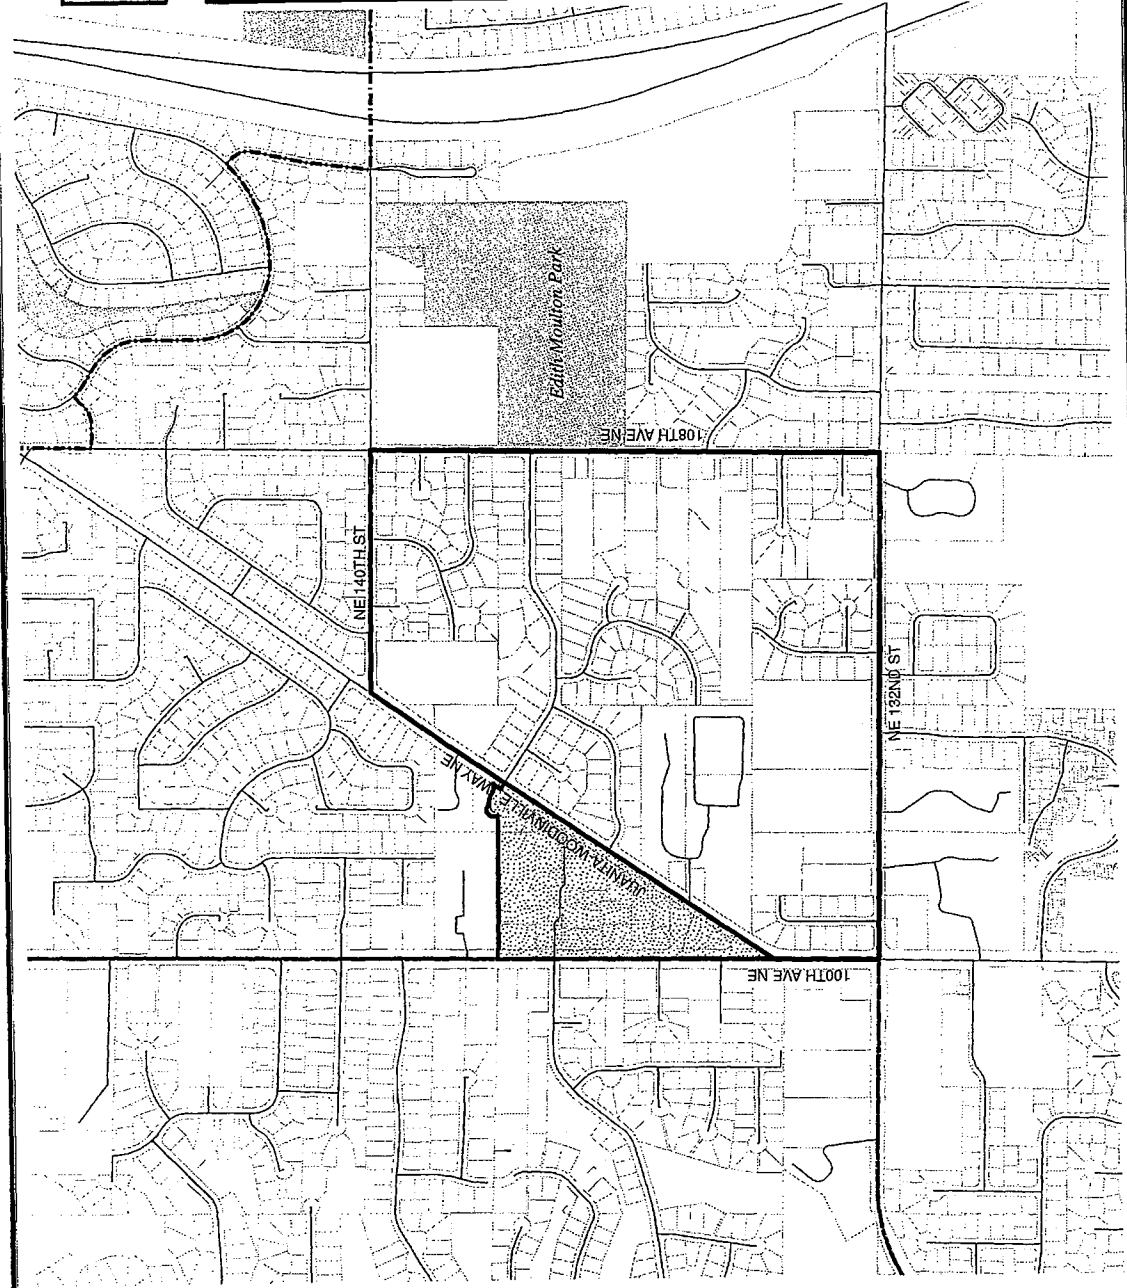 Edith Moulton Park
108TH AVE NE
NE 140TH ST
NE 132ND ST
JUANITA WOODINVILLE WAY NE
100TH AVE NE